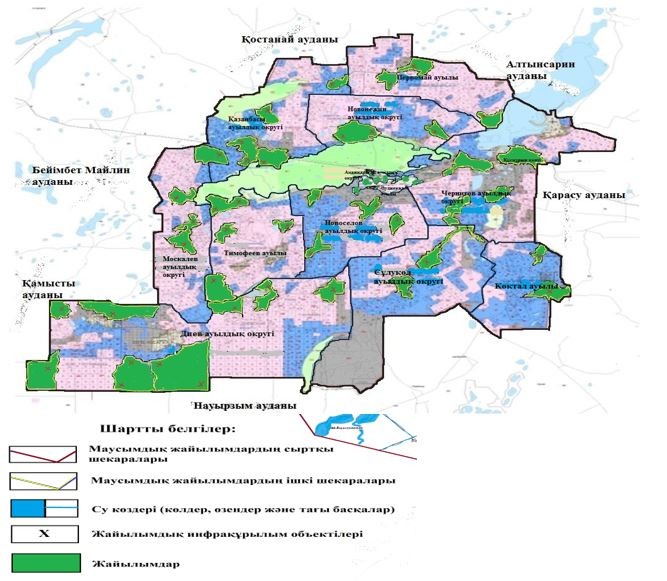 Қостанай ауданы
Алтынсарин
ауданы
Первомай ауылы
Новонежин
ауылдық округі
Қазанбасы
ауылдық округі
Бейімбет Майлин
ауданы
Қарасу ауданы
Чернигов ауылдық
округі
Новоселов
ауылдық округі
Москалев
ауылдық
округі
Тимофеев ауылы
Қамысты
ауданы
Сұлукөл
ауылдық округі
Көктал ауылы
Диев ауылдық округі
Науырзым ауданы
Шартты белгілер:
Маусымдық жайылымдардың сыртқы
шекаралары
Маусымдық жайылымдардың ішкі шекаралары
Су көздері (көлдер, өзендер және тағы басқалар)
X
Жайылымдық инфрақұрылым объектілері
Жайылымдар